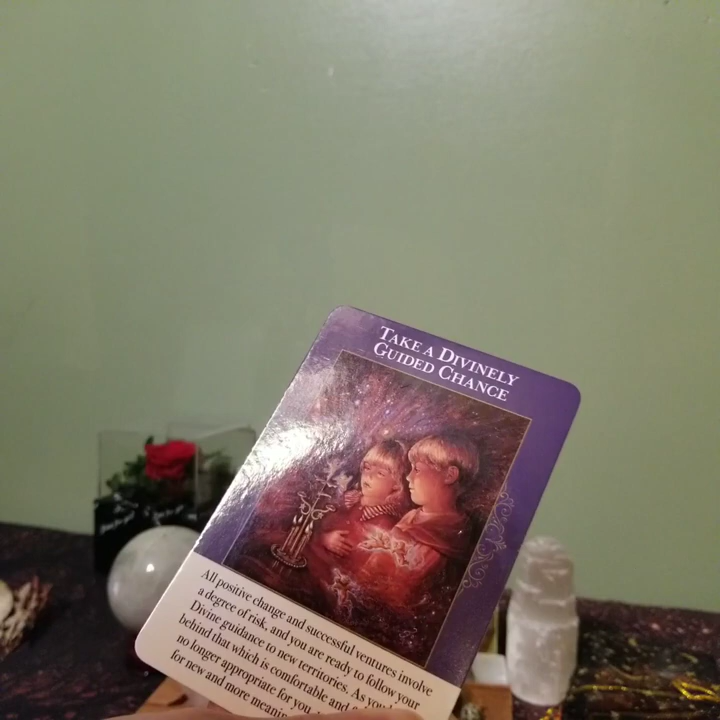 TAKE A DIVINELY
GUIDED CHANCE
All positive change and successful ventures involve
a degree of risk, and you are ready to follow your
Divine guidance to new territories. As you
behind that which is comfortable and
no longer appropriate for you,
for new and more